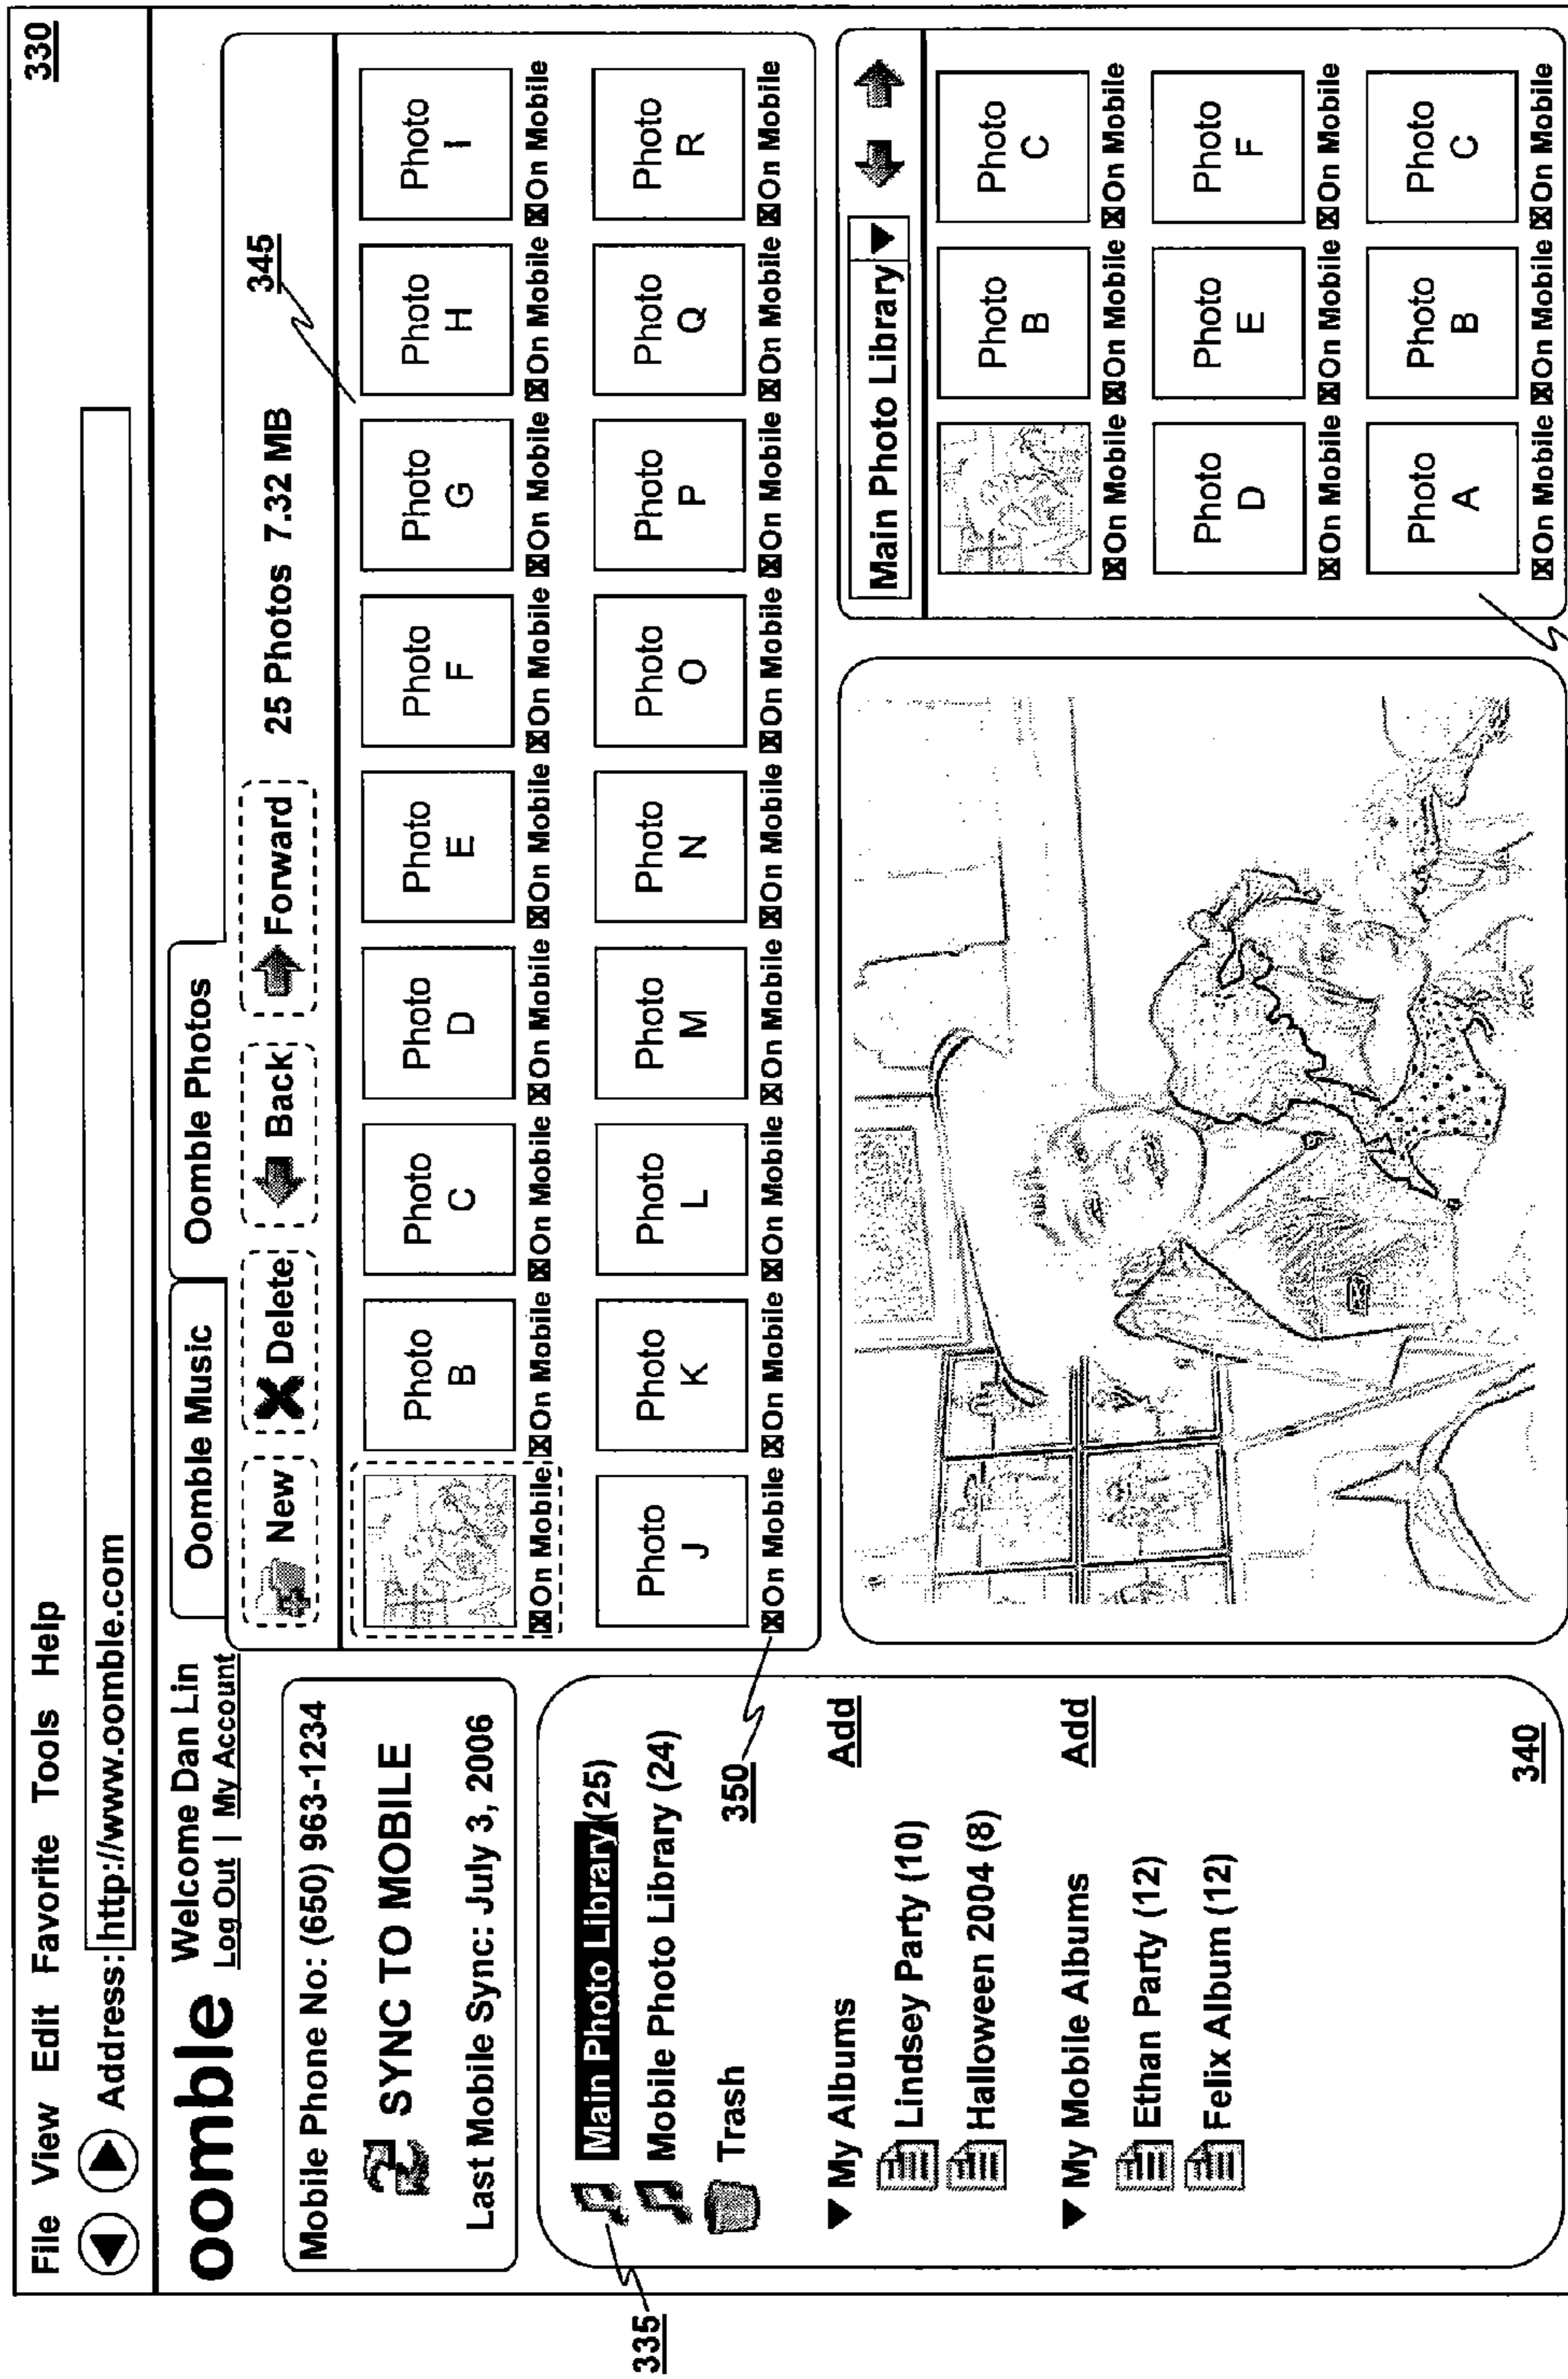 330
File View Edit Favorite Tools Help
Address: http://www.oomble.com
oomble
Welcome Dan Lin
Log Out | My Account
Mobile Phone No: (650) 963-1234
SYNC TO MOBILE
Last Mobile Sync: July 3, 2006
335
Main Photo Library (25)
Mobile Photo Library (24)
Trash
350
My Albums Add
Lindsey Party (10)
Halloween 2004 (8)
My Mobile Albums Add
Ethan Party (12)
Felix Album (12)
340
Oomble Music Oomble Photos
New Delete Back Forward 25 Photos 7.32 MB
345
Photo B Photo C Photo D Photo E Photo F Photo G Photo H Photo I
On Mobile On Mobile On Mobile On Mobile On Mobile On Mobile On Mobile On Mobile On Mobile
Photo J Photo K Photo L Photo M Photo N Photo O Photo P Photo Q Photo R
On Mobile On Mobile On Mobile On Mobile On Mobile On Mobile On Mobile On Mobile On Mobile
Main Photo Library
Photo B Photo C
On Mobile On Mobile On Mobile
Photo D Photo E Photo F
On Mobile On Mobile On Mobile
Photo A Photo B Photo C
On Mobile On Mobile On Mobile